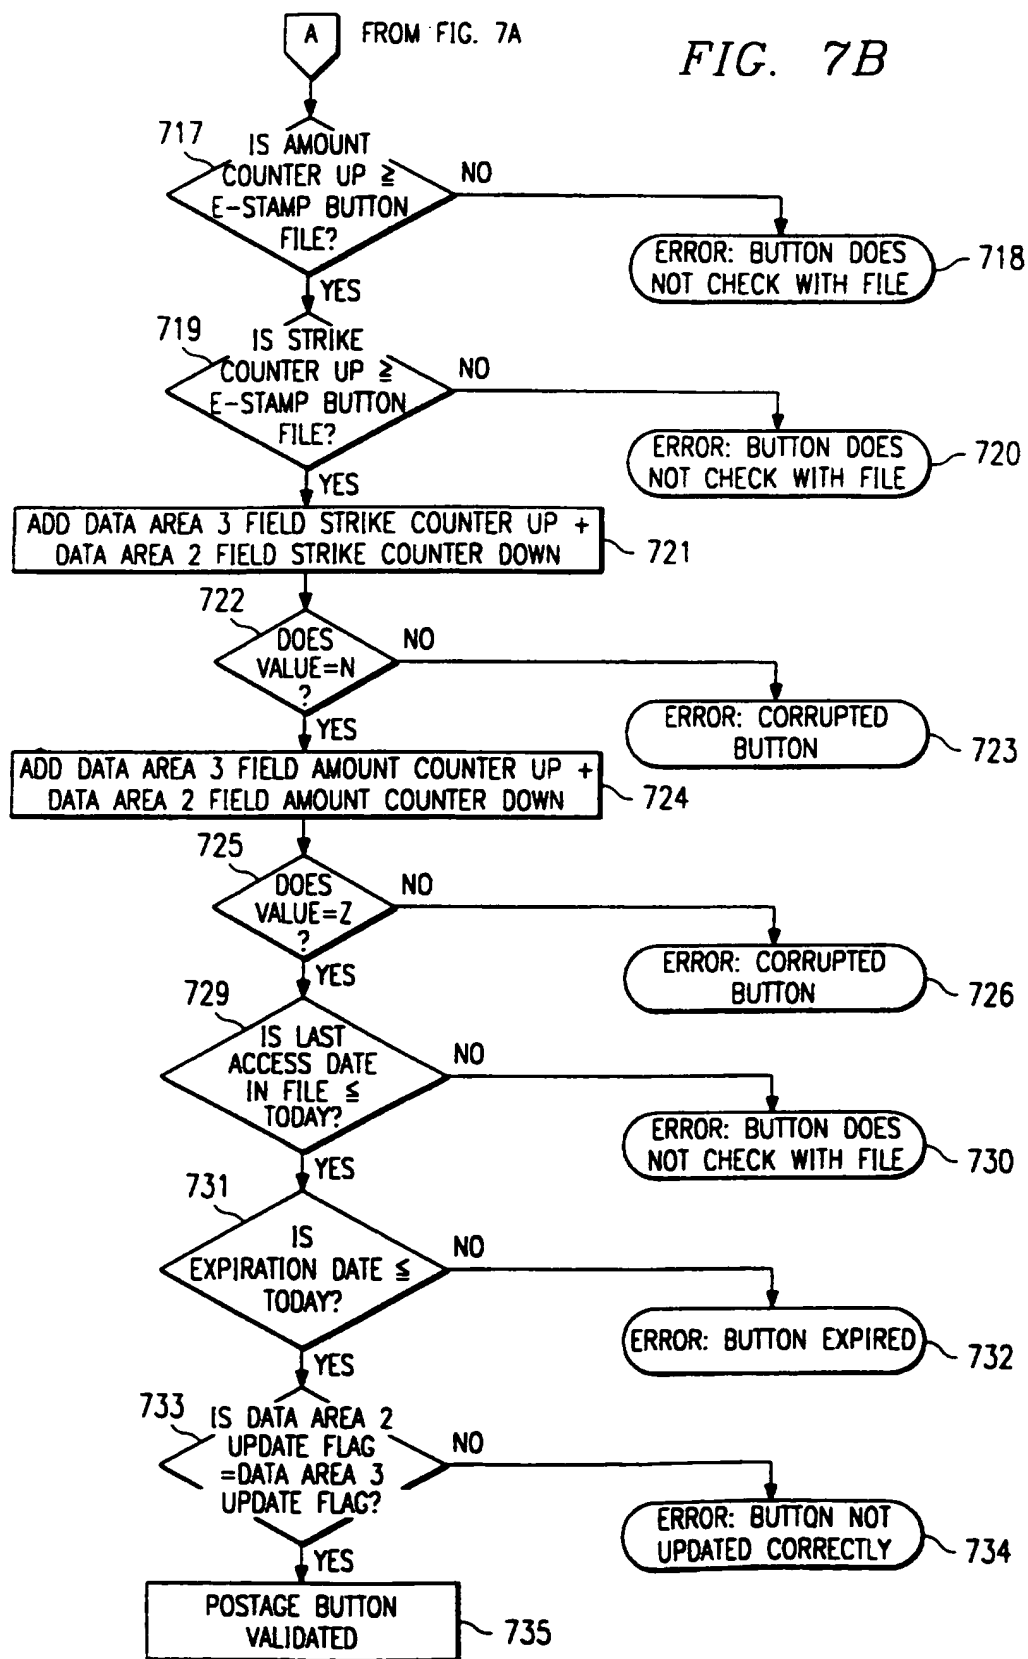 A FROM FIG. 7A
FIG. 7B
717
IS AMOUNT
COUNTER UP ≧
E-STAMP BUTTON
FILE?
NO
ERROR: BUTTON DOES
NOT CHECK WITH FILE
718
YES
719
IS STRIKE
COUNTER UP ≧
E-STAMP BUTTON
FILE?
NO
ERROR: BUTTON DOES
NOT CHECK WITH FILE
720
YES
ADD DATA AREA 3 FIELD STRIKE COUNTER UP +
DATA AREA 2 FIELD STRIKE COUNTER DOWN
721
722
DOES
VALUE=N
?
NO
ERROR: CORRUPTED
BUTTON
723
YES
ADD DATA AREA 3 FIELD AMOUNT COUNTER UP +
DATA AREA 2 FIELD AMOUNT COUNTER DOWN
724
725
DOES
VALUE=Z
?
NO
ERROR: CORRUPTED
BUTTON
726
YES
729
IS LAST
ACCESS DATE
IN FILE ≦
TODAY?
NO
ERROR: BUTTON DOES
NOT CHECK WITH FILE
730
YES
731
IS
EXPIRATION DATE ≦
TODAY?
NO
ERROR: BUTTON EXPIRED
732
YES
733
IS DATA AREA 2
UPDATE FLAG
=DATA AREA 3
UPDATE FLAG?
NO
ERROR: BUTTON NOT
UPDATED CORRECTLY
734
YES
POSTAGE BUTTON
VALIDATED
735